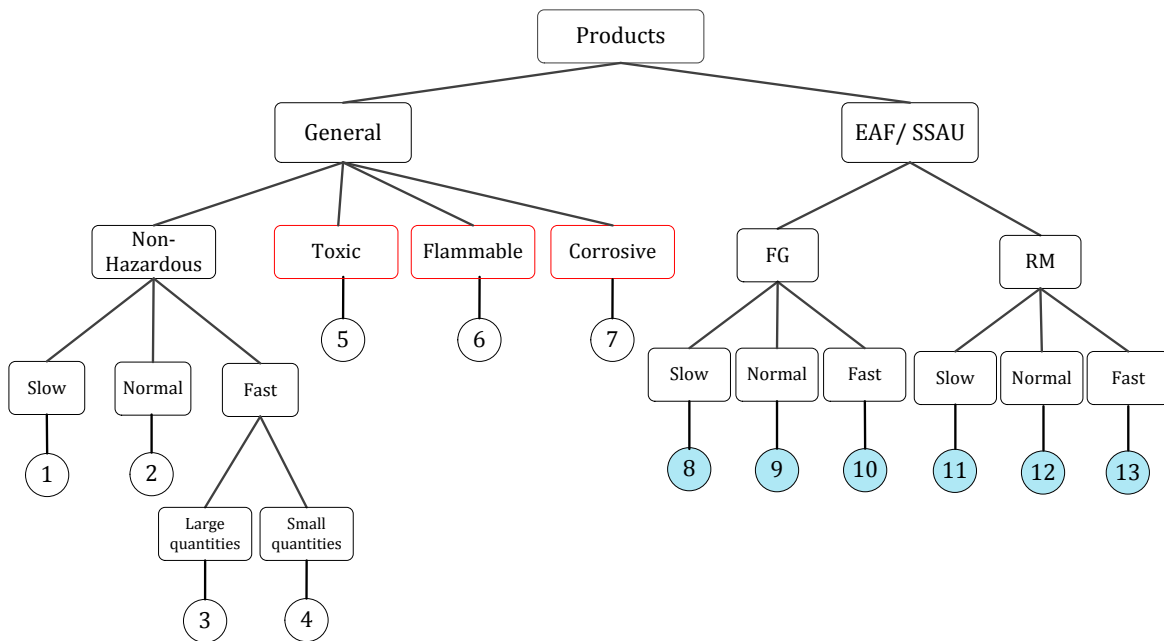 Products
General
EAF/ SSAU
Non-
Hazardous
Toxic
Flammable
Corrosive
FG
RM
5
6
7
Slow
Normal
Fast
Slow
Normal
Fast
Slow
Normal
Fast
1
2
8
9
10
11
12
13
Large
quantities
Small
quantities
3
4